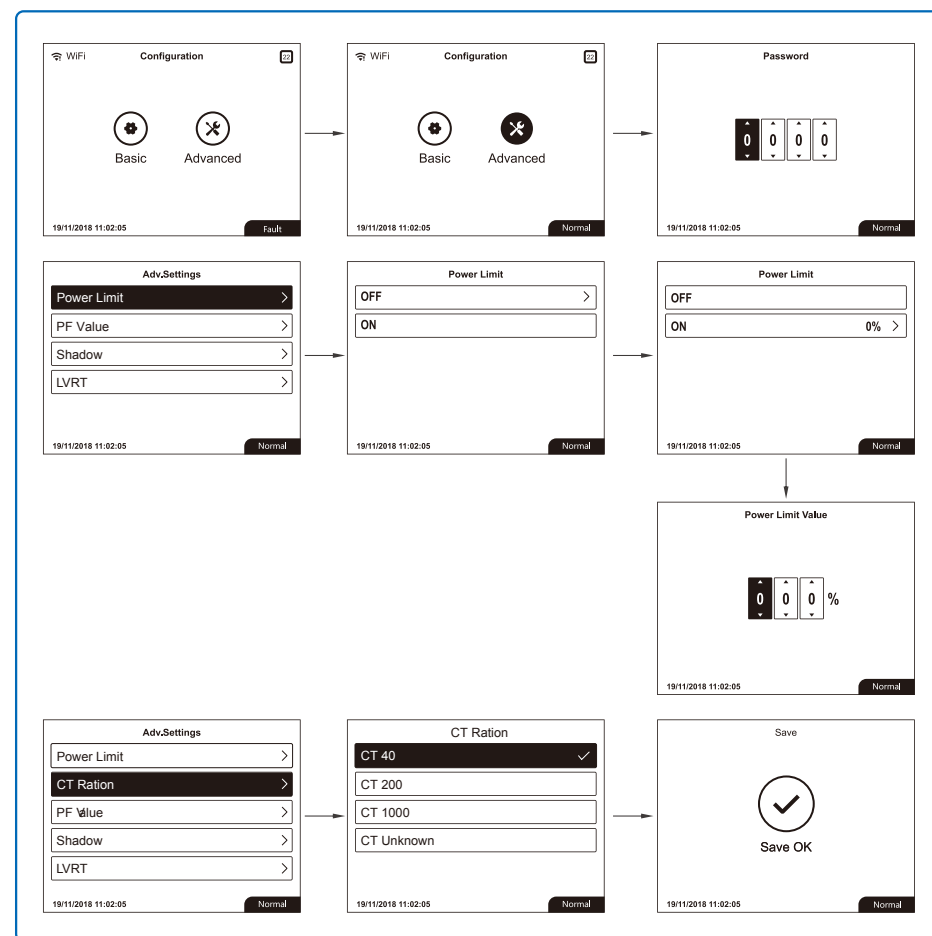 WiFi Configuration 22
Basic Advanced
19/11/2018 11:02:05 Fault
WiFi Configuration 22
Basic Advanced
19/11/2018 11:02:05 Normal
Password
0 0 0 0
19/11/2018 11:02:05 Normal
Adv.Settings
Power Limit
PF Value
Shadow
LVRT
19/11/2018 11:02:05 Normal
Power Limit
OFF
ON
19/11/2018 11:02:05 Normal
Power Limit
OFF
ON 0%
19/11/2018 11:02:05 Normal
Power Limit Value
0 0 0 %
19/11/2018 11:02:05 Normal
Adv.Settings
Power Limit
CT Ration
PF Value
Shadow
LVRT
19/11/2018 11:02:05 Normal
CT Ration
CT 40
CT 200
CT 1000
CT Unknown
19/11/2018 11:02:05 Normal
Save
Save OK
19/11/2018 11:02:05 Normal